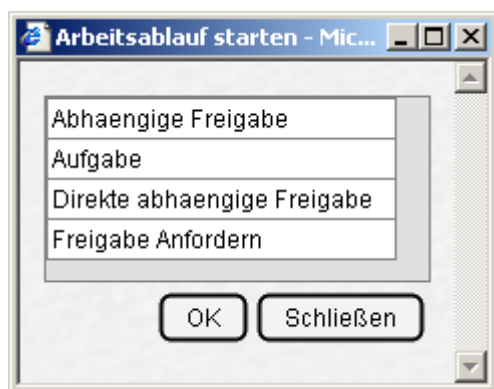 Arbeitsablauf starten - Mic...
Abhaengige Freigabe
Aufgabe
Direkte abhaengige Freigabe
Freigabe Anfordern
OK Schließen